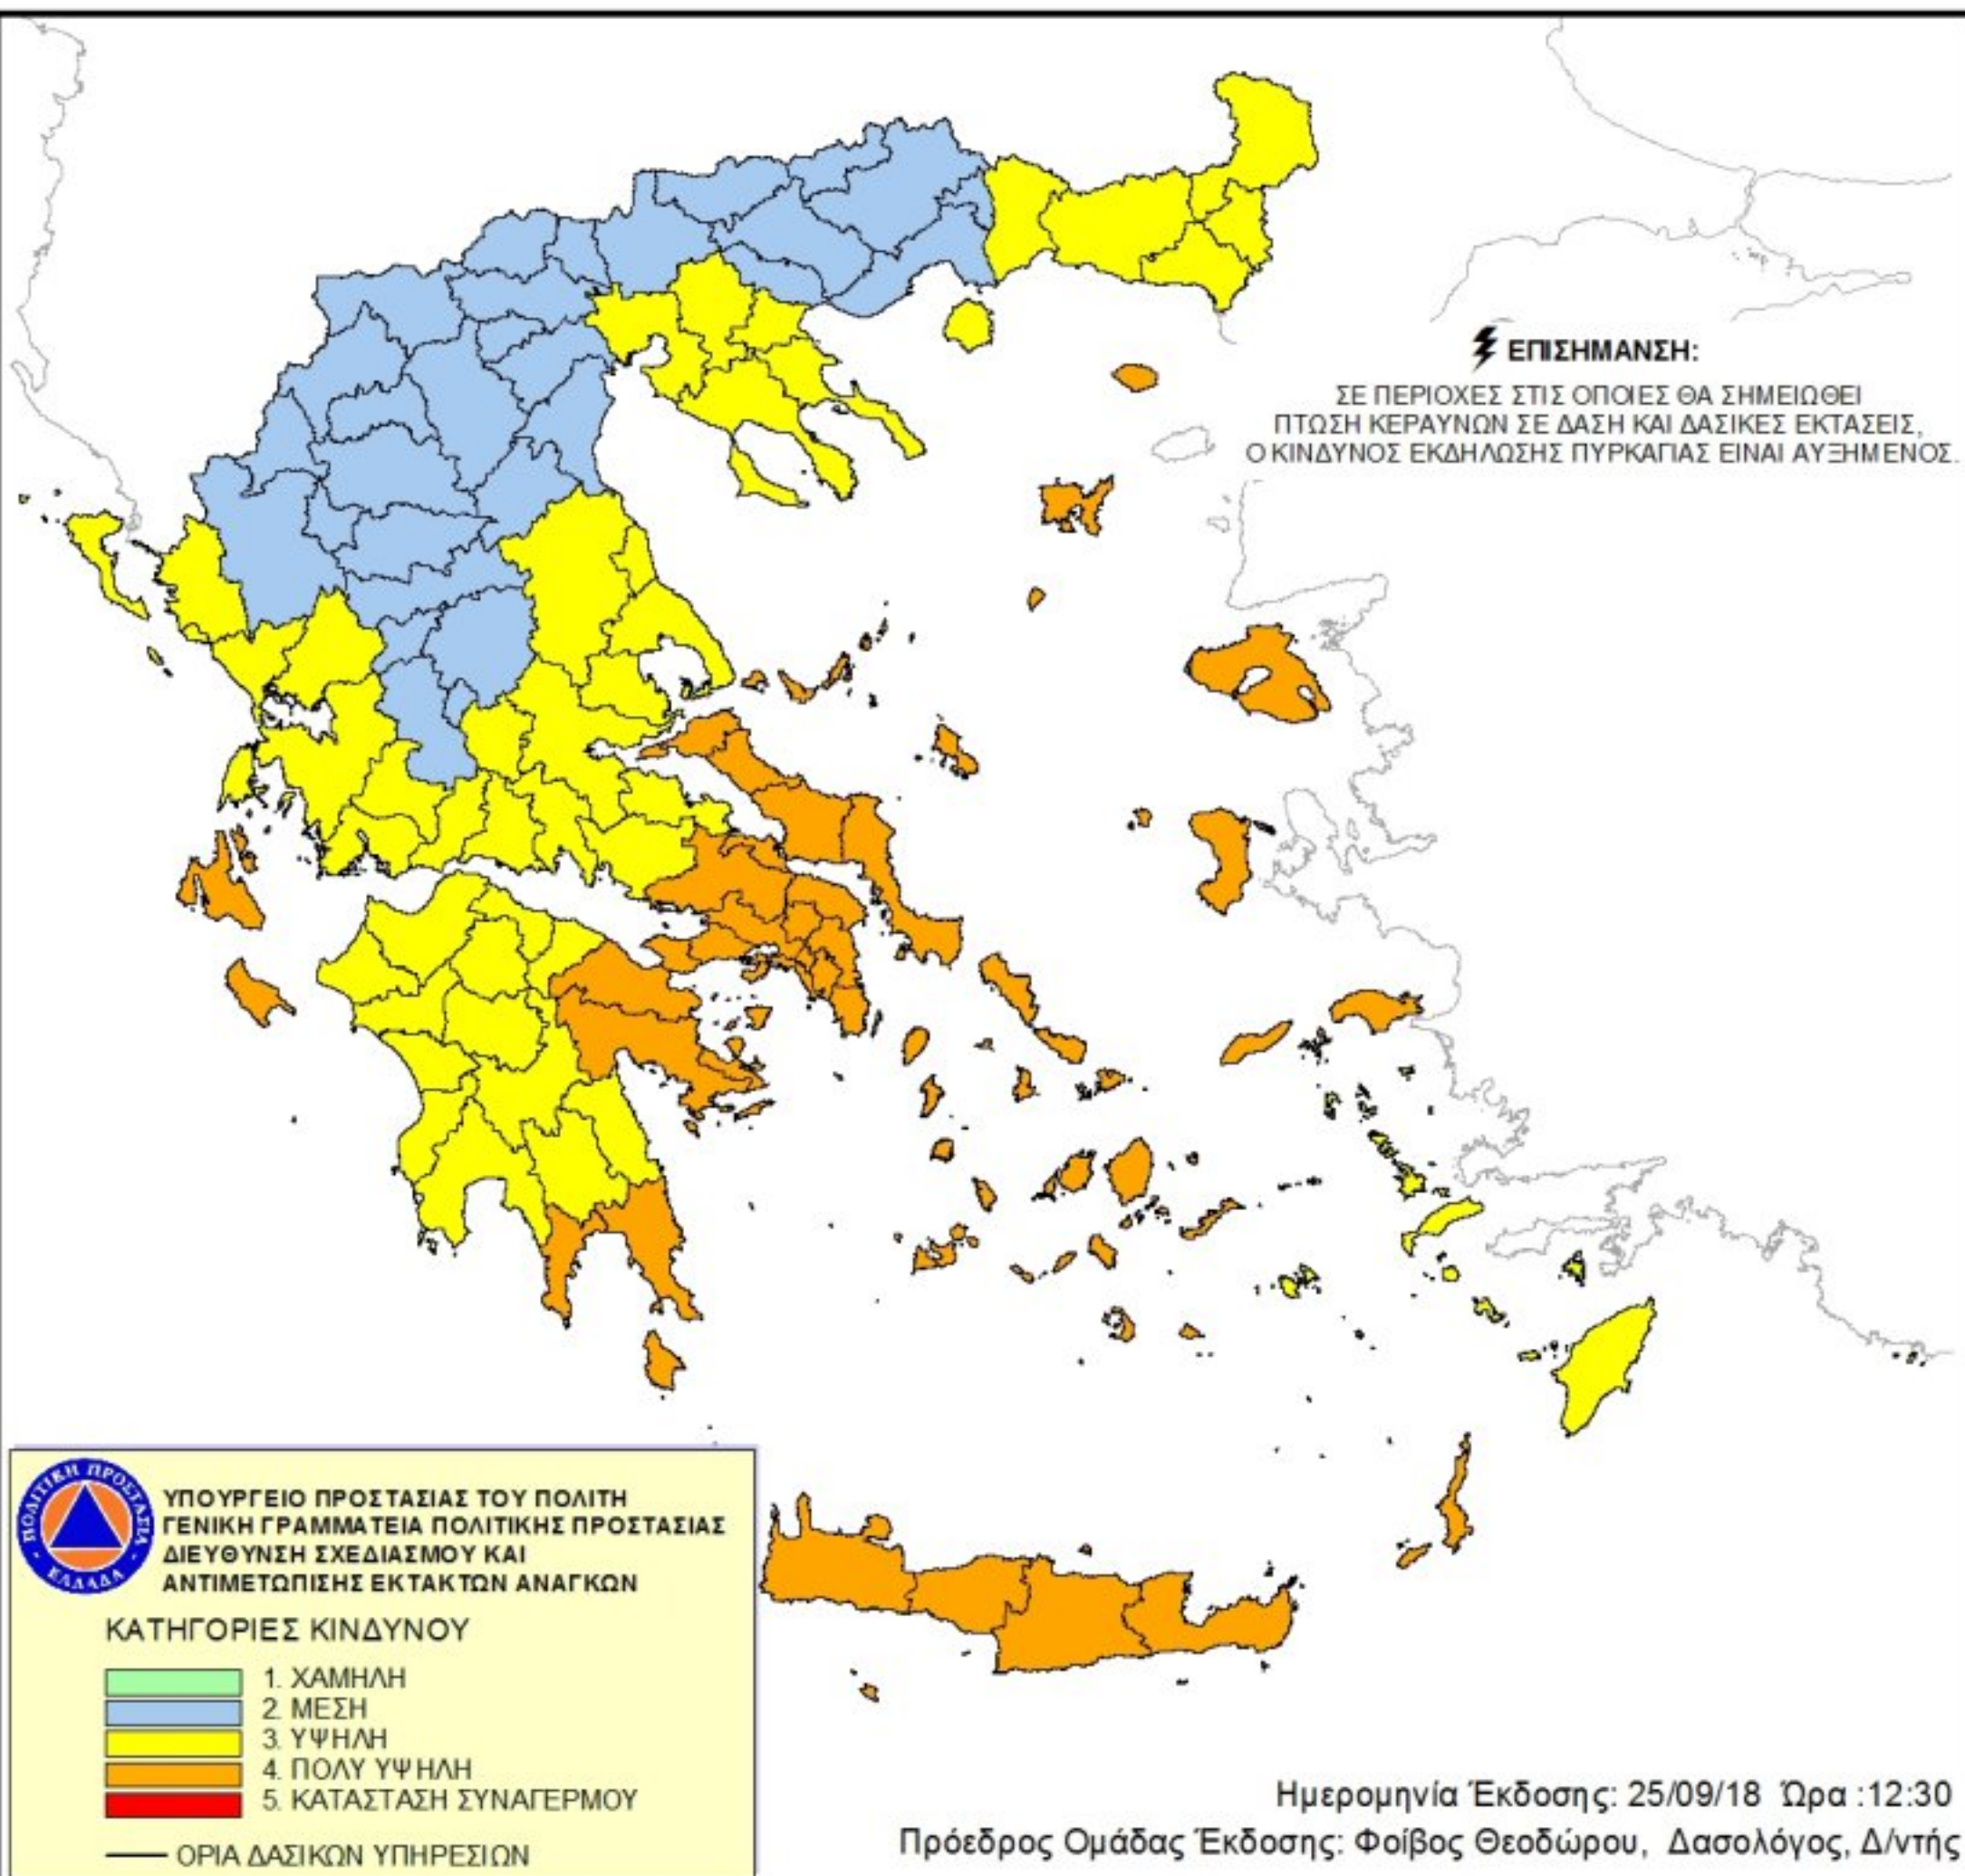 ΕΠΙΣΗΜΑΝΣΗ:
ΣΕ ΠΕΡΙΟΧΕΣ ΣΤΙΣ ΟΠΟΙΕΣ ΘΑ ΣΗΜΕΙΩΘΕΙ
ΠΤΩΣΗ ΚΕΡΑΥΝΩΝ ΣΕ ΔΑΣΗ ΚΑΙ ΔΑΣΙΚΕΣ ΕΚΤΑΣΕΙΣ,
Ο ΚΙΝΔΥΝΟΣ ΕΚΔΗΛΩΣΗΣ ΠΥΡΚΑΓΙΑΣ ΕΙΝΑΙ ΑΥΞΗΜΕΝΟΣ.
ΠΟΛΙΤΙΚΗ ΠΡΟΣΤΑΣΙΑ
ΕΛΛΑΔΑ
ΥΠΟΥΡΓΕΙΟ ΠΡΟΣΤΑΣΙΑΣ ΤΟΥ ΠΟΛΙΤΗ
ΓΕΝΙΚΗ ΓΡΑΜΜΑΤΕΙΑ ΠΟΛΙΤΙΚΗΣ ΠΡΟΣΤΑΣΙΑΣ
ΔΙΕΥΘΥΝΣΗ ΣΧΕΔΙΑΣΜΟΥ ΚΑΙ
ΑΝΤΙΜΕΤΩΠΙΣΗΣ ΕΚΤΑΚΤΩΝ ΑΝΑΓΚΩΝ
ΚΑΤΗΓΟΡΙΕΣ ΚΙΝΔΥΝΟΥ
1. ΧΑΜΗΛΗ
2. ΜΕΣΗ
3. ΥΨΗΛΗ
4. ΠΟΛΥ ΥΨΗΛΗ
5. ΚΑΤΑΣΤΑΣΗ ΣΥΝΑΓΕΡΜΟΥ
ΟΡΙΑ ΔΑΣΙΚΩΝ ΥΠΗΡΕΣΙΩΝ
Ημερομηνία Έκδοσης: 25/09/18 Ώρα :12:30
Πρόεδρος Ομάδας Έκδοσης: Φοίβος Θεοδώρου, Δασολόγος, Δ/ντής